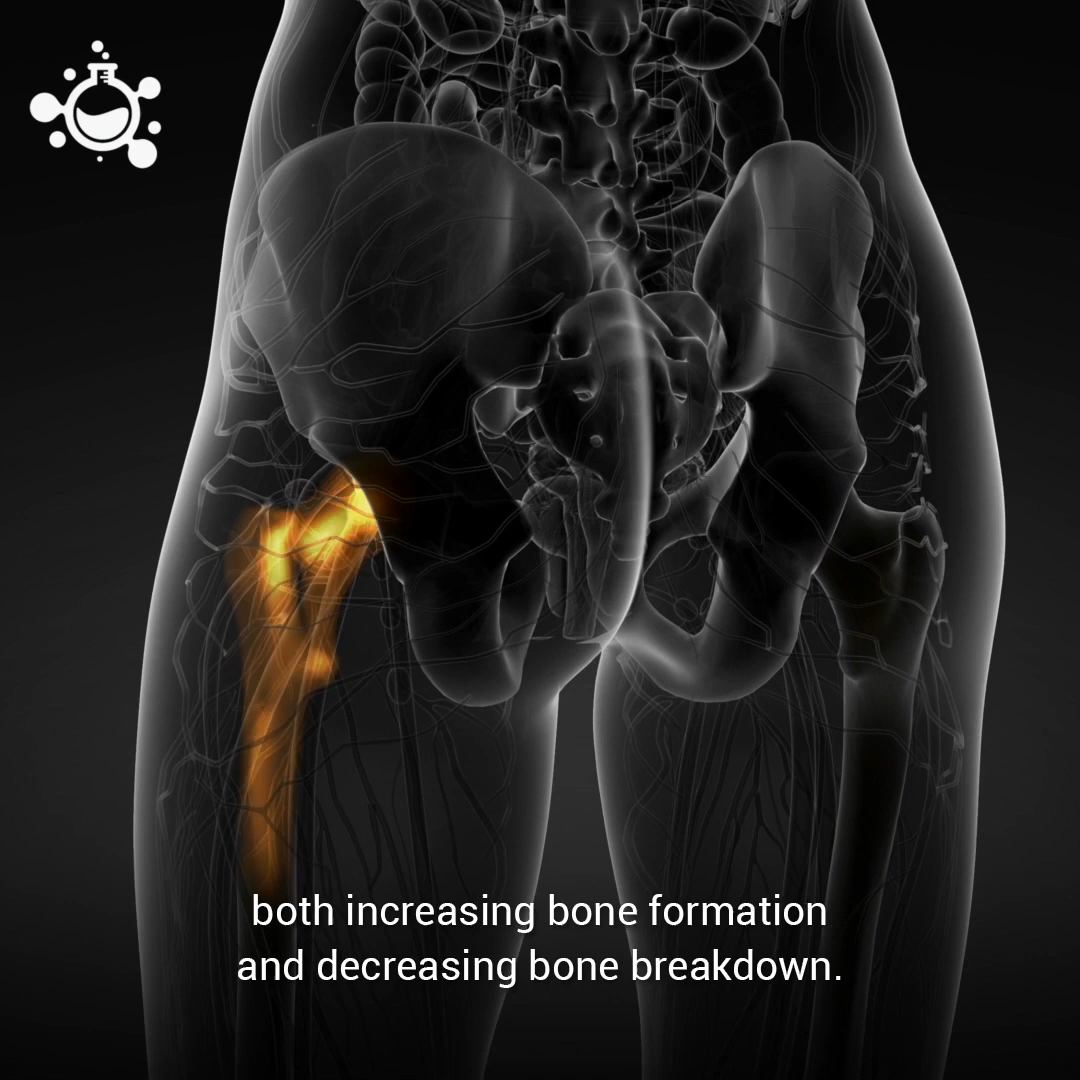 both increasing bone formation
and decreasing bone breakdown.